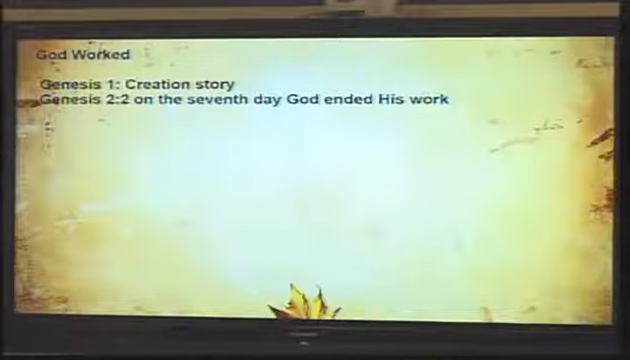 God Worked
Genesis 1: Creation story
Genesis 2:2 on the seventh day God ended His work